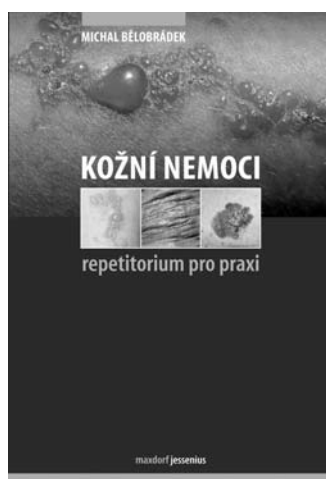 MICHAL BĚLOBRÁDEK
KOŽNÍ NEMOCI
repetitorium pro praxi
maxdorf jessenius